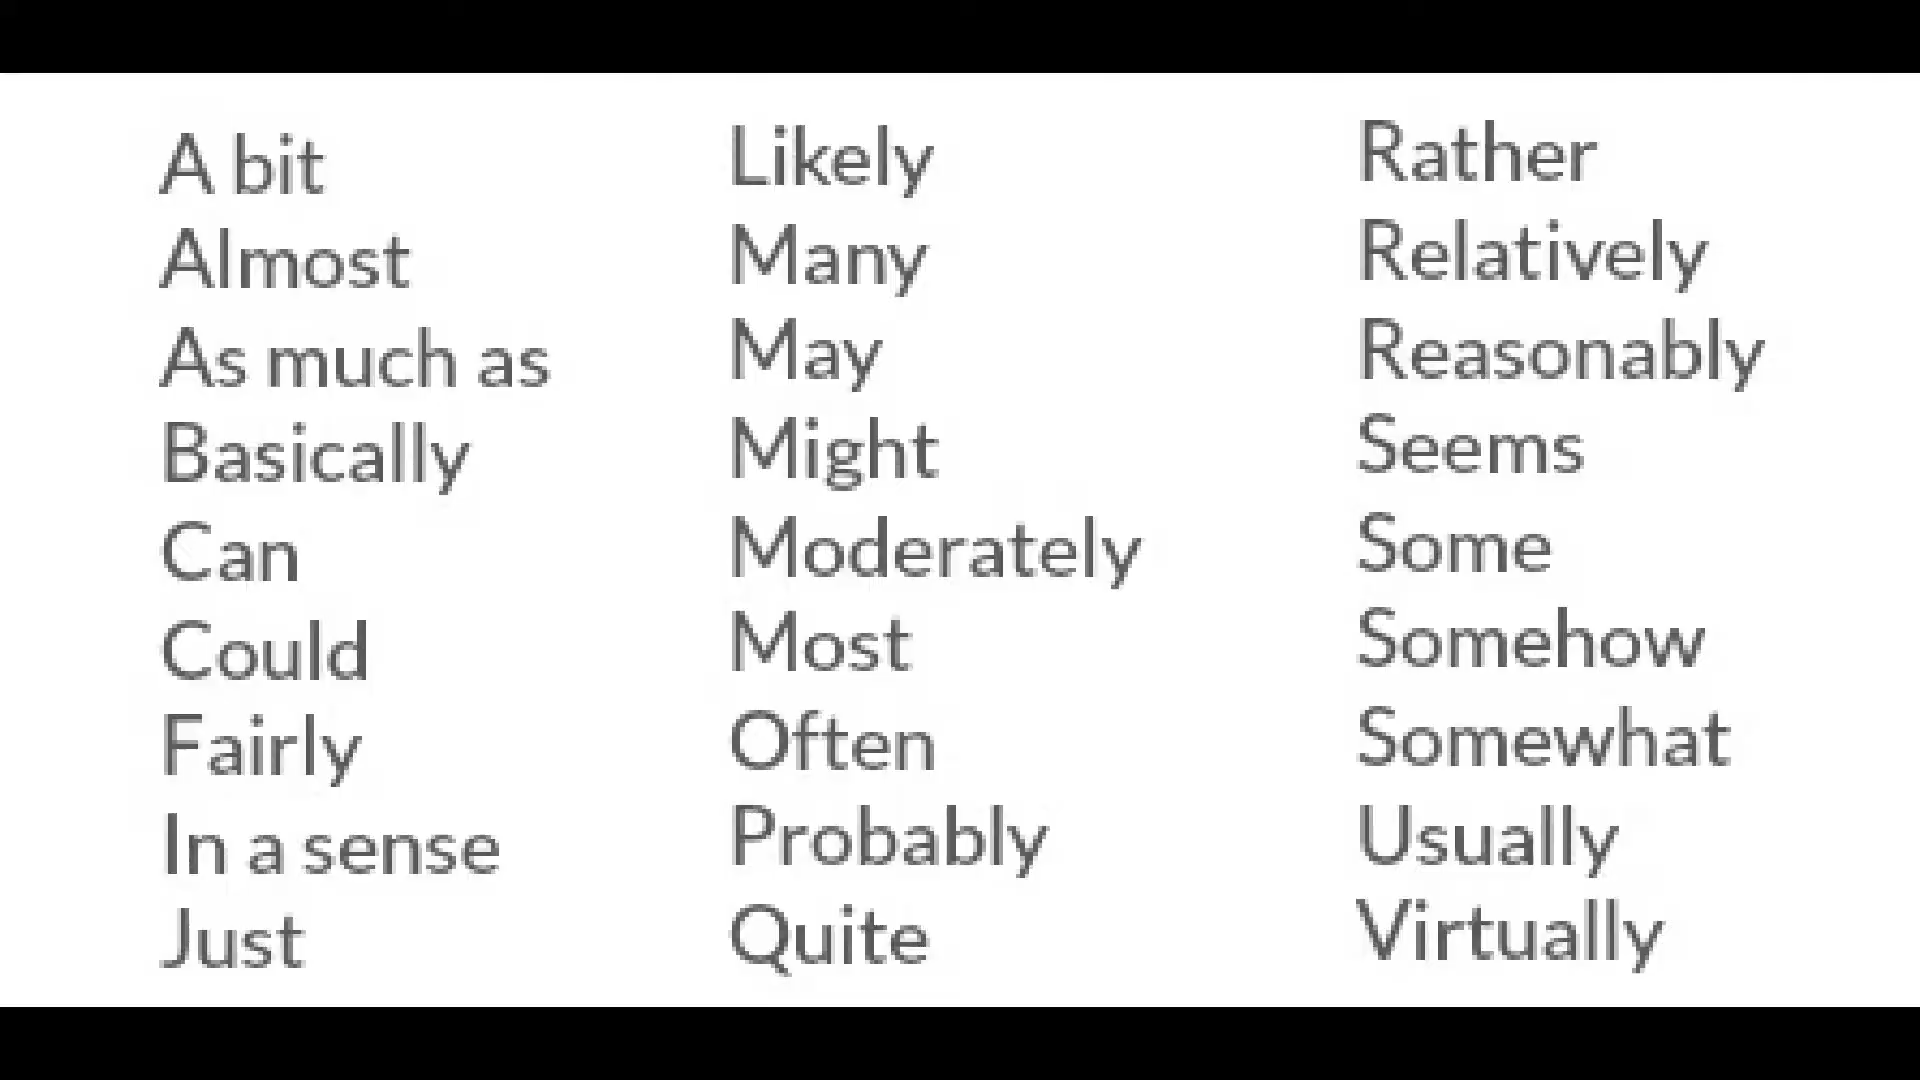 A bit
Almost
As much as
Basically
Can
Could
Fairly
In a sense
Just
Likely
Many
May
Might
Moderately
Most
Often
Probably
Quite
Rather
Relatively
Reasonably
Seems
Some
Somehow
Somewhat
Usually
Virtually